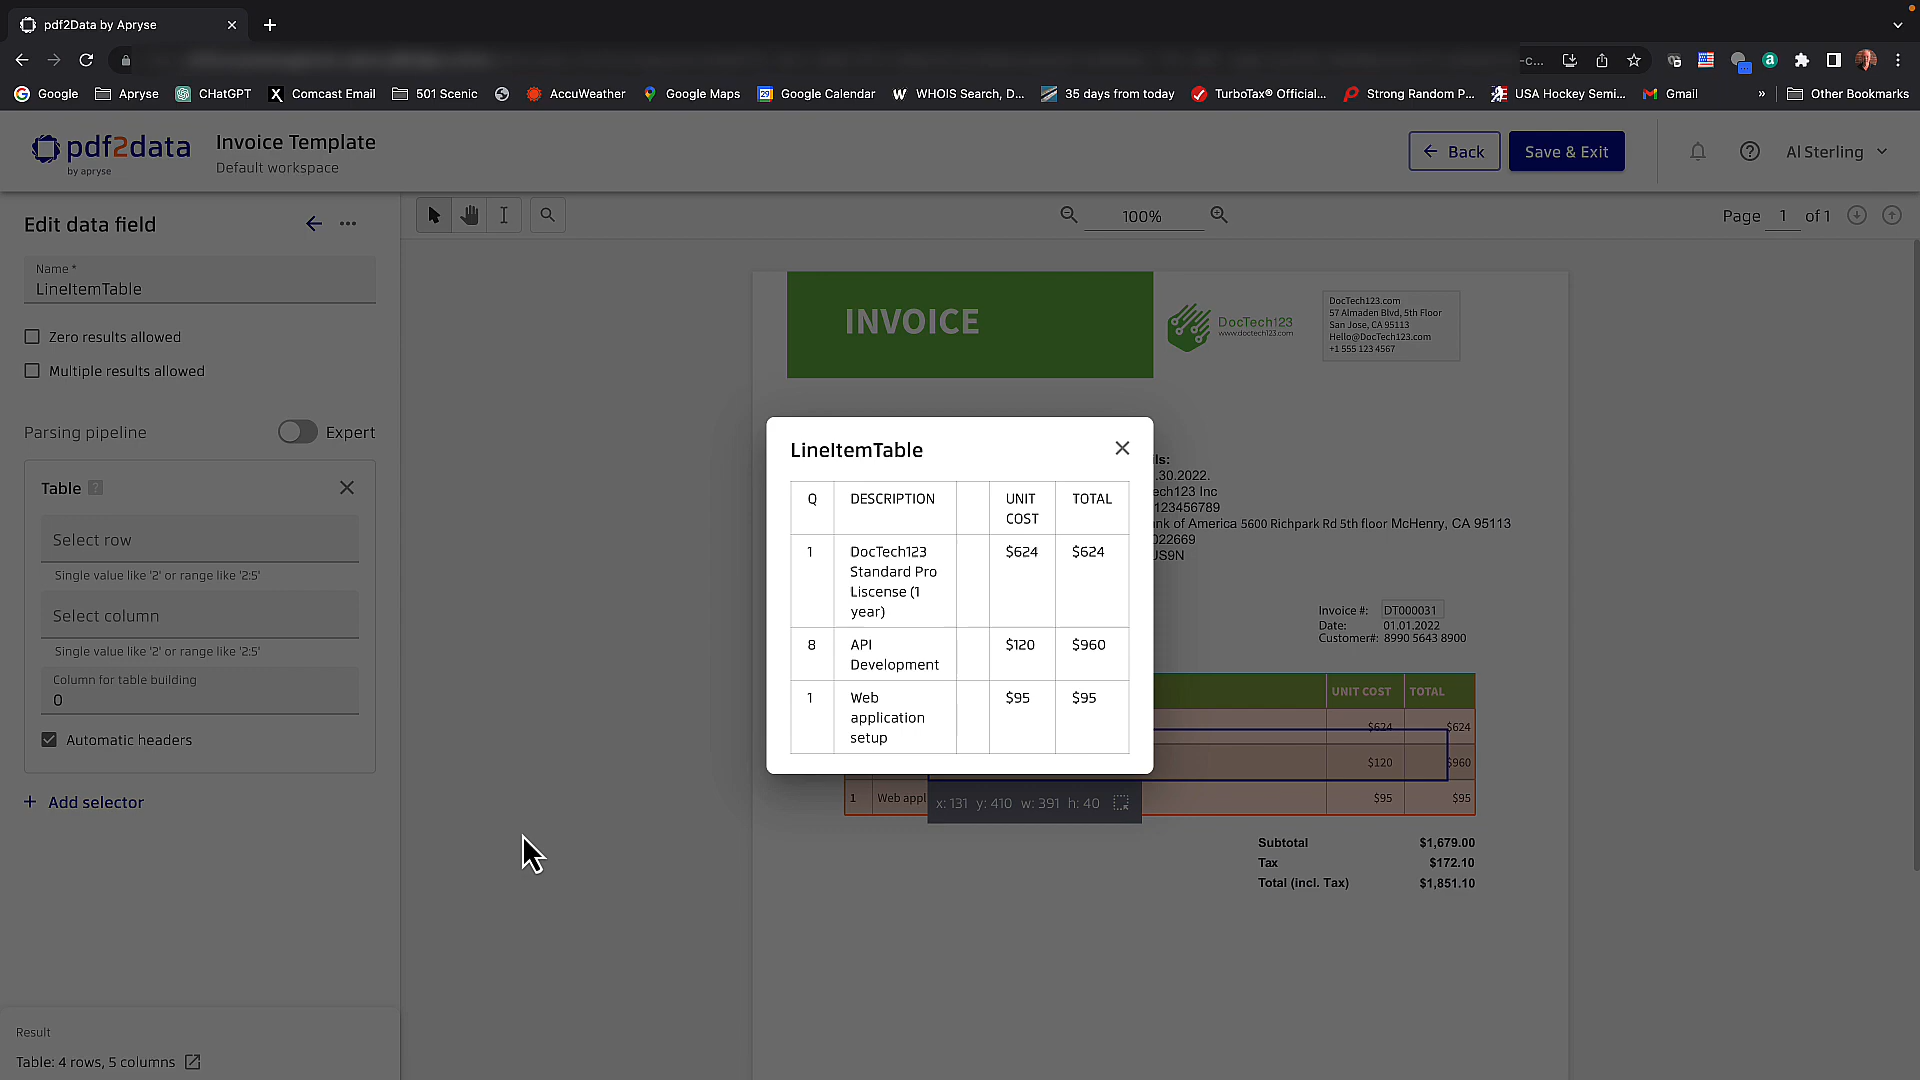 pdf2Data by Apryse
-c...
Google
Apryse
CHatGPT
Comcast Email
501 Scenic
AccuWeather
Google Maps
Google Calendar
WHOIS Search, D...
35 days from today
TurboTax® Official...
Strong Random P...
USA Hockey Semi...
Gmail
»
Other Bookmarks
pdf2data
by apryse
Invoice Template
Default workspace
Back
Save & Exit
Al Sterling
Edit data field
Name *
LineItemTable
Zero results allowed
Multiple results allowed
Parsing pipeline
Expert
Table ?
Select row
Single value like '2' or range like '2:5'
Select column
Single value like '2' or range like '2:5'
Column for table building
0
Automatic headers
+ Add selector
Result
Table: 4 rows, 5 columns
100%
Page 1 of 1
INVOICE
DocTech123
www.doctech123.com
DocTech123.com
57 Almaden Blvd, 5th Floor
San Jose, CA 95113
Hello@DocTech123.com
+1 555 123 4567
ils:
.30.2022.
ech123 Inc
123456789
ank of America 5600 Richpark Rd 5th floor McHenry, CA 95113
022669
US9N
Invoice #: DT000031
Date: 01.01.2022
Customer#: 8990 5643 8900
LineItemTable
Q DESCRIPTION UNIT COST TOTAL
1 DocTech123 Standard Pro Liscense (1 year) $624 $624
8 API Development $120 $960
1 Web application setup $95 $95
UNIT COST TOTAL
$624 $624
$120 $960
1 Web appl $95 $95
x: 131 y: 410 w: 391 h: 40
Subtotal $1,679.00
Tax $172.10
Total (incl. Tax) $1,851.10